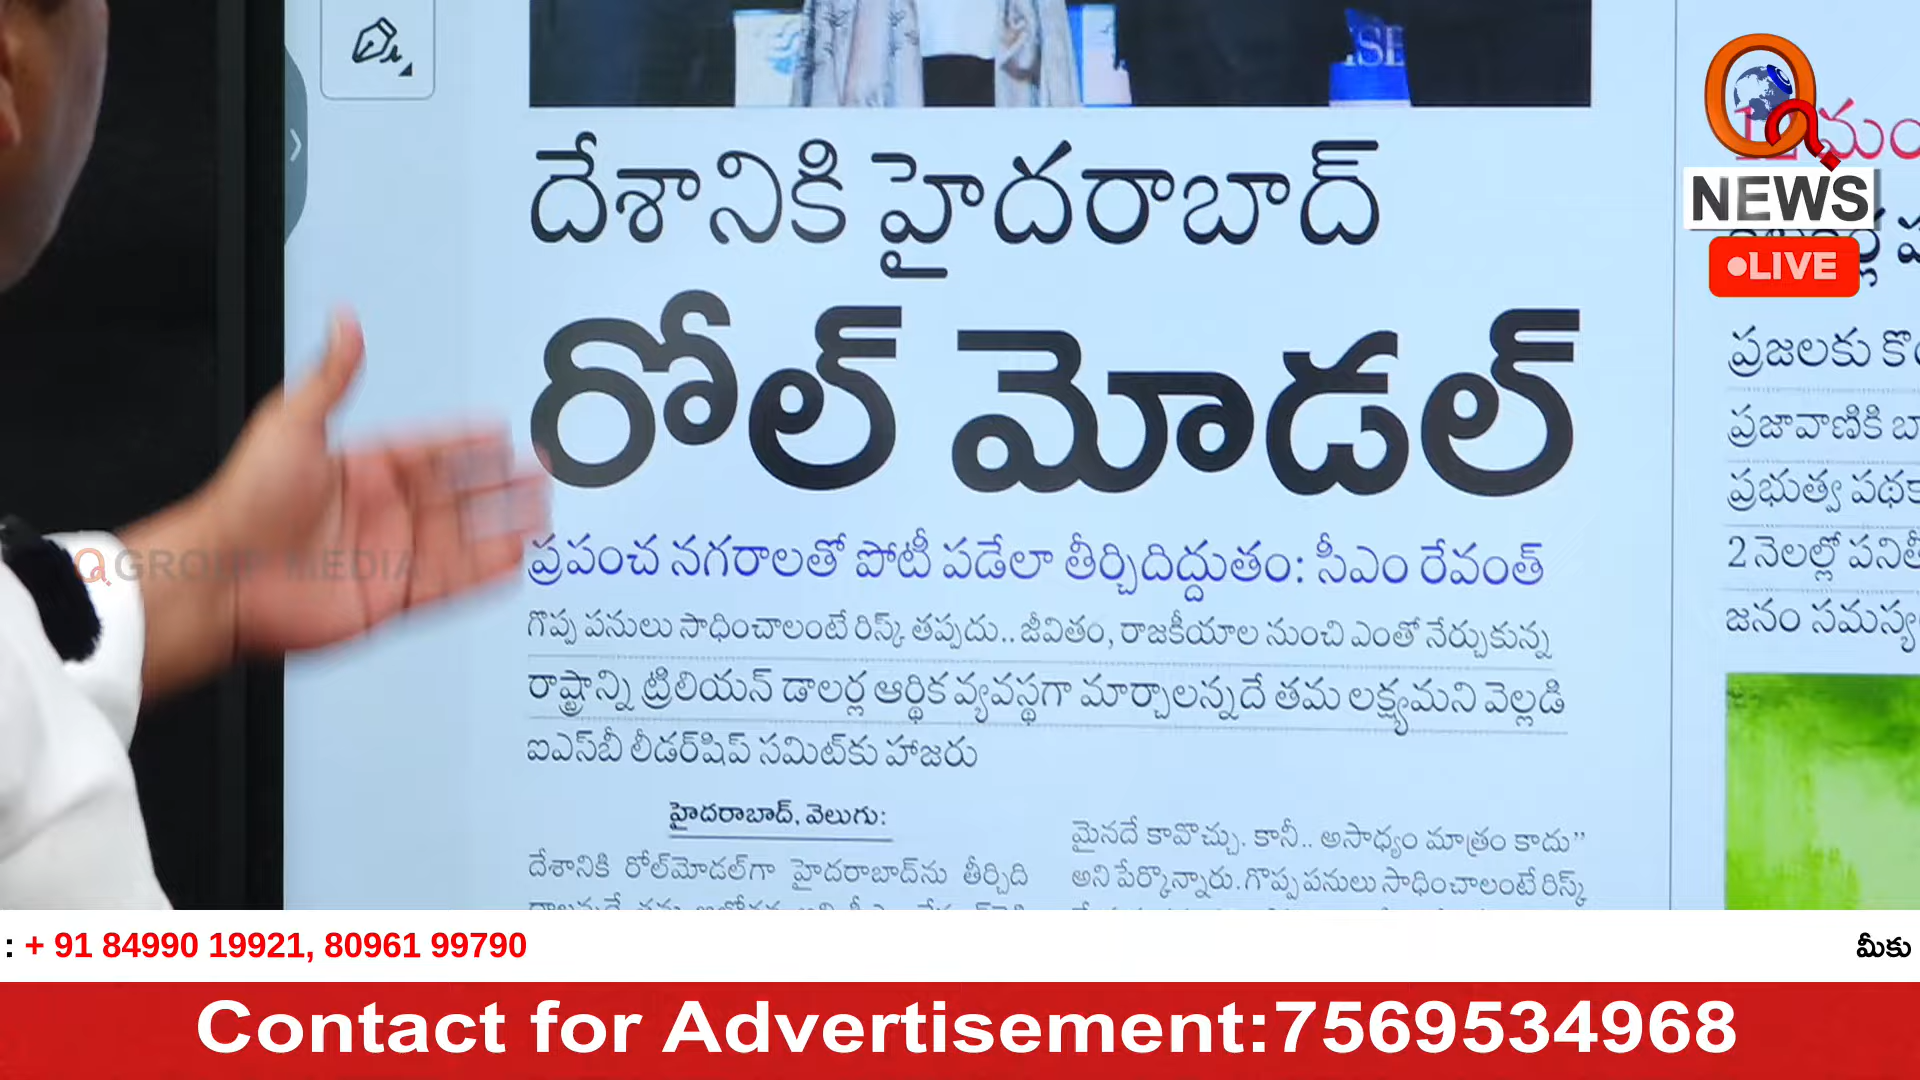 దేశానికి హైదరాబాద్
రోల్ మోడల్
ప్రపంచ నగరాలతో పోటీ పడేలా తీర్చిదిద్దుతం: సీఎం రేవంత్
గొప్ప పనులు సాధించాలంటే రిస్క్ తప్పదు.. జీవితం, రాజకీయాల నుంచి ఎంతో నేర్చుకున్న
రాష్ట్రాన్ని ట్రిలియన్ డాలర్ల ఆర్థిక వ్యవస్థగా మార్చాలన్నదే తమ లక్ష్యమని వెల్లడి
ఐఎస్‌బీ లీడర్‌షిప్ సమిట్‌కు హాజరు
హైదరాబాద్, వెలుగు:
దేశానికి రోల్‌మోడల్‌గా హైదరాబాద్‌ను తీర్చిది
మైనదే కావొచ్చు. కానీ.. అసాధ్యం మాత్రం కాదు”
అని పేర్కొన్నారు. గొప్ప పనులు సాధించాలంటే రిస్క్
ప్రజలకు
ప్రజావాణికి
ప్రభుత్వ
2 నెలల్లో
జనం
NEWS
LIVE
GROUP MEDIA
: + 91 84990 19921, 80961 99790
మీకు
Contact for Advertisement:7569534968